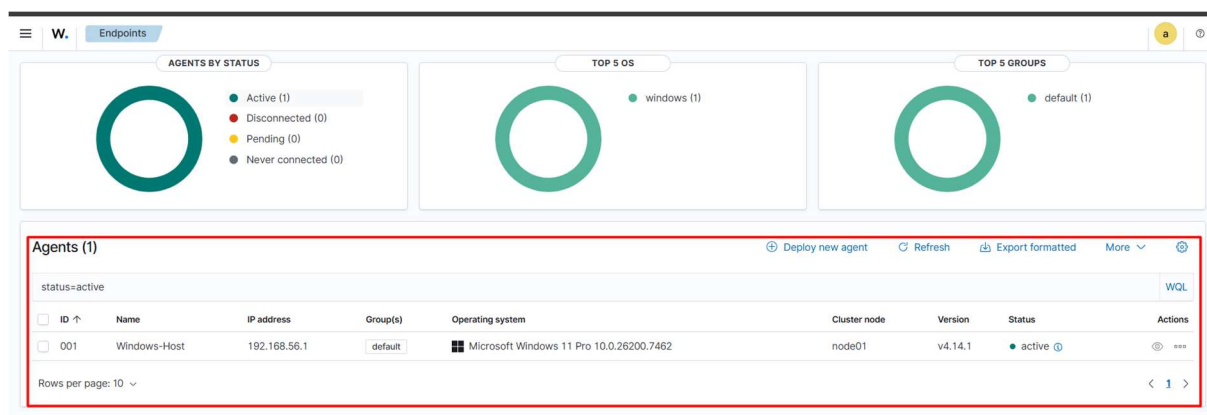 W. Endpoints a
AGENTS BY STATUS
Active (1)
Disconnected (0)
Pending (0)
Never connected (0)
TOP 5 OS
windows (1)
TOP 5 GROUPS
default (1)
Agents (1) Deploy new agent Refresh Export formatted More
status=active WQL
ID Name IP address Group(s) Operating system Cluster node Version Status Actions
001 Windows-Host 192.168.56.1 default Microsoft Windows 11 Pro 10.0.26200.7462 node01 v4.14.1 active
Rows per page: 10 1